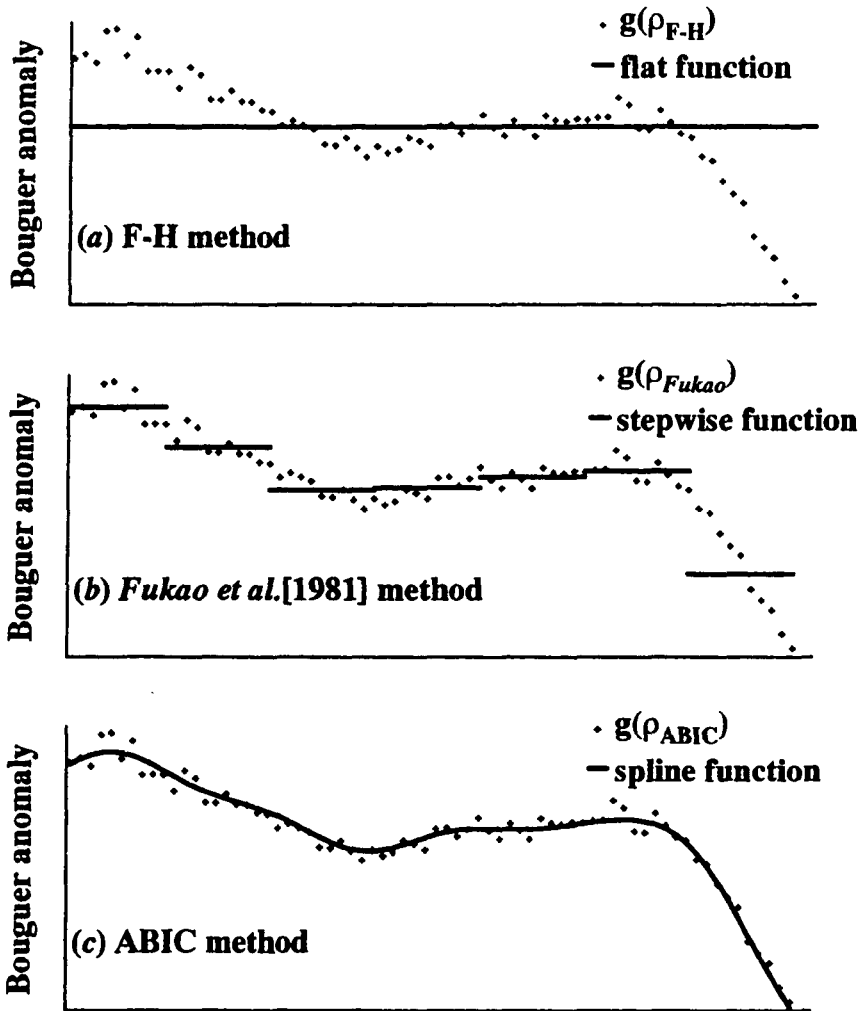 Bouguer anomaly
g(ρF-H)
flat function
(a) F-H method
Bouguer anomaly
g(ρFukao)
stepwise function
(b) Fukao et al.[1981] method
Bouguer anomaly
g(ρABIC)
spline function
(c) ABIC method